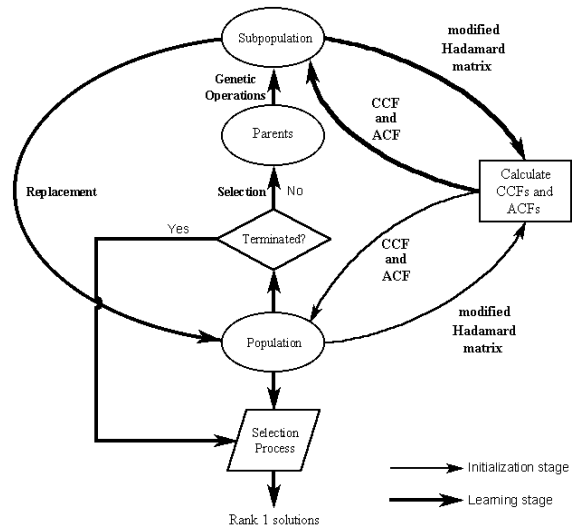 Subpopulation
modified
Hadamard
matrix
Genetic
Operations
CCF
and
ACF
Parents
Replacement
Selection
No
Calculate
CCFs and
ACFs
Yes
Terminated?
CCF
and
ACF
modified
Hadamard
matrix
Population
Selection
Process
Initialization stage
Learning stage
Rank 1 solutions